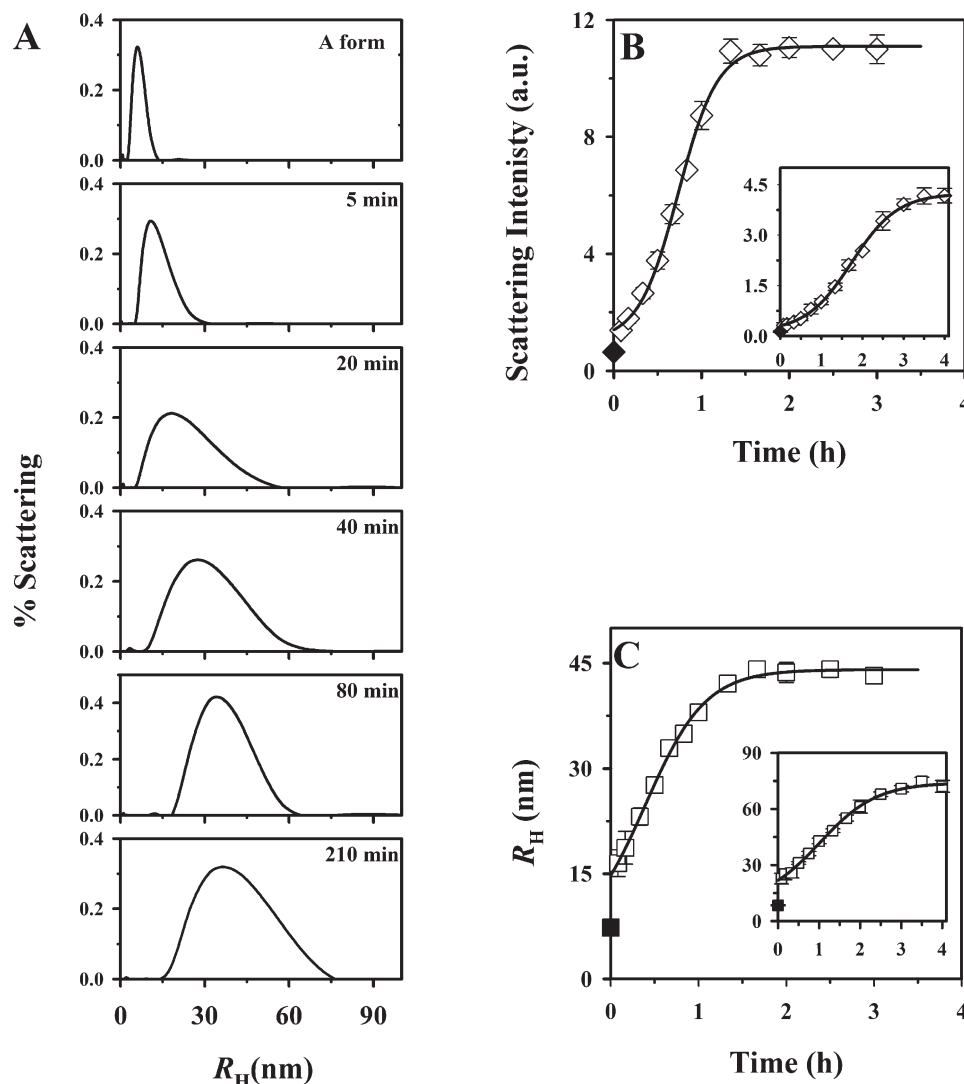 A
% Scattering
0.4
A form
0.2
0.0
0.4
5 min
0.2
0.0
0.4
20 min
0.2
0.0
0.4
40 min
0.2
0.0
0.4
80 min
0.2
0.0
0.4
210 min
0.2
0.0
0 30 60 90
RH(nm)
B
Scattering Intenisty (a.u.)
12
8
4
0
0 1 2 3 4
Time (h)
4.5
3.0
1.5
0.0
0 1 2 3 4
C
RH (nm)
45
30
15
0
0 1 2 3 4
Time (h)
90
60
30
0
0 1 2 3 4